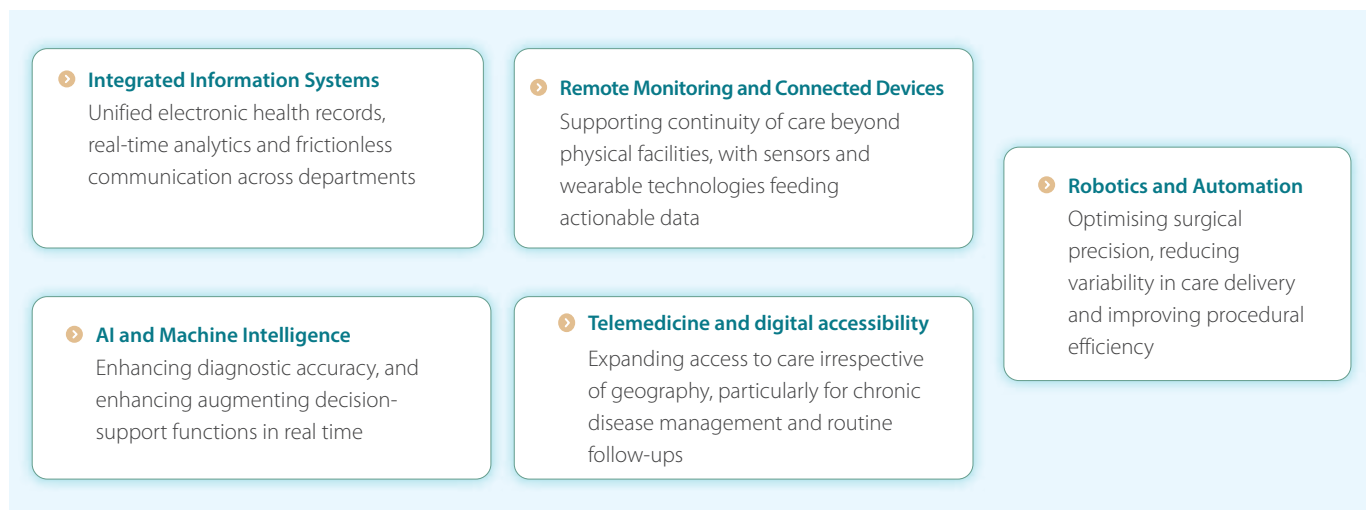 Integrated Information Systems
Unified electronic health records,
real-time analytics and frictionless
communication across departments
Remote Monitoring and Connected Devices
Supporting continuity of care beyond
physical facilities, with sensors and
wearable technologies feeding
actionable data
Robotics and Automation
Optimising surgical
precision, reducing
variability in care delivery
and improving procedural
efficiency
AI and Machine Intelligence
Enhancing diagnostic accuracy, and
enhancing augmenting decision-
support functions in real time
Telemedicine and digital accessibility
Expanding access to care irrespective
of geography, particularly for chronic
disease management and routine
follow-ups